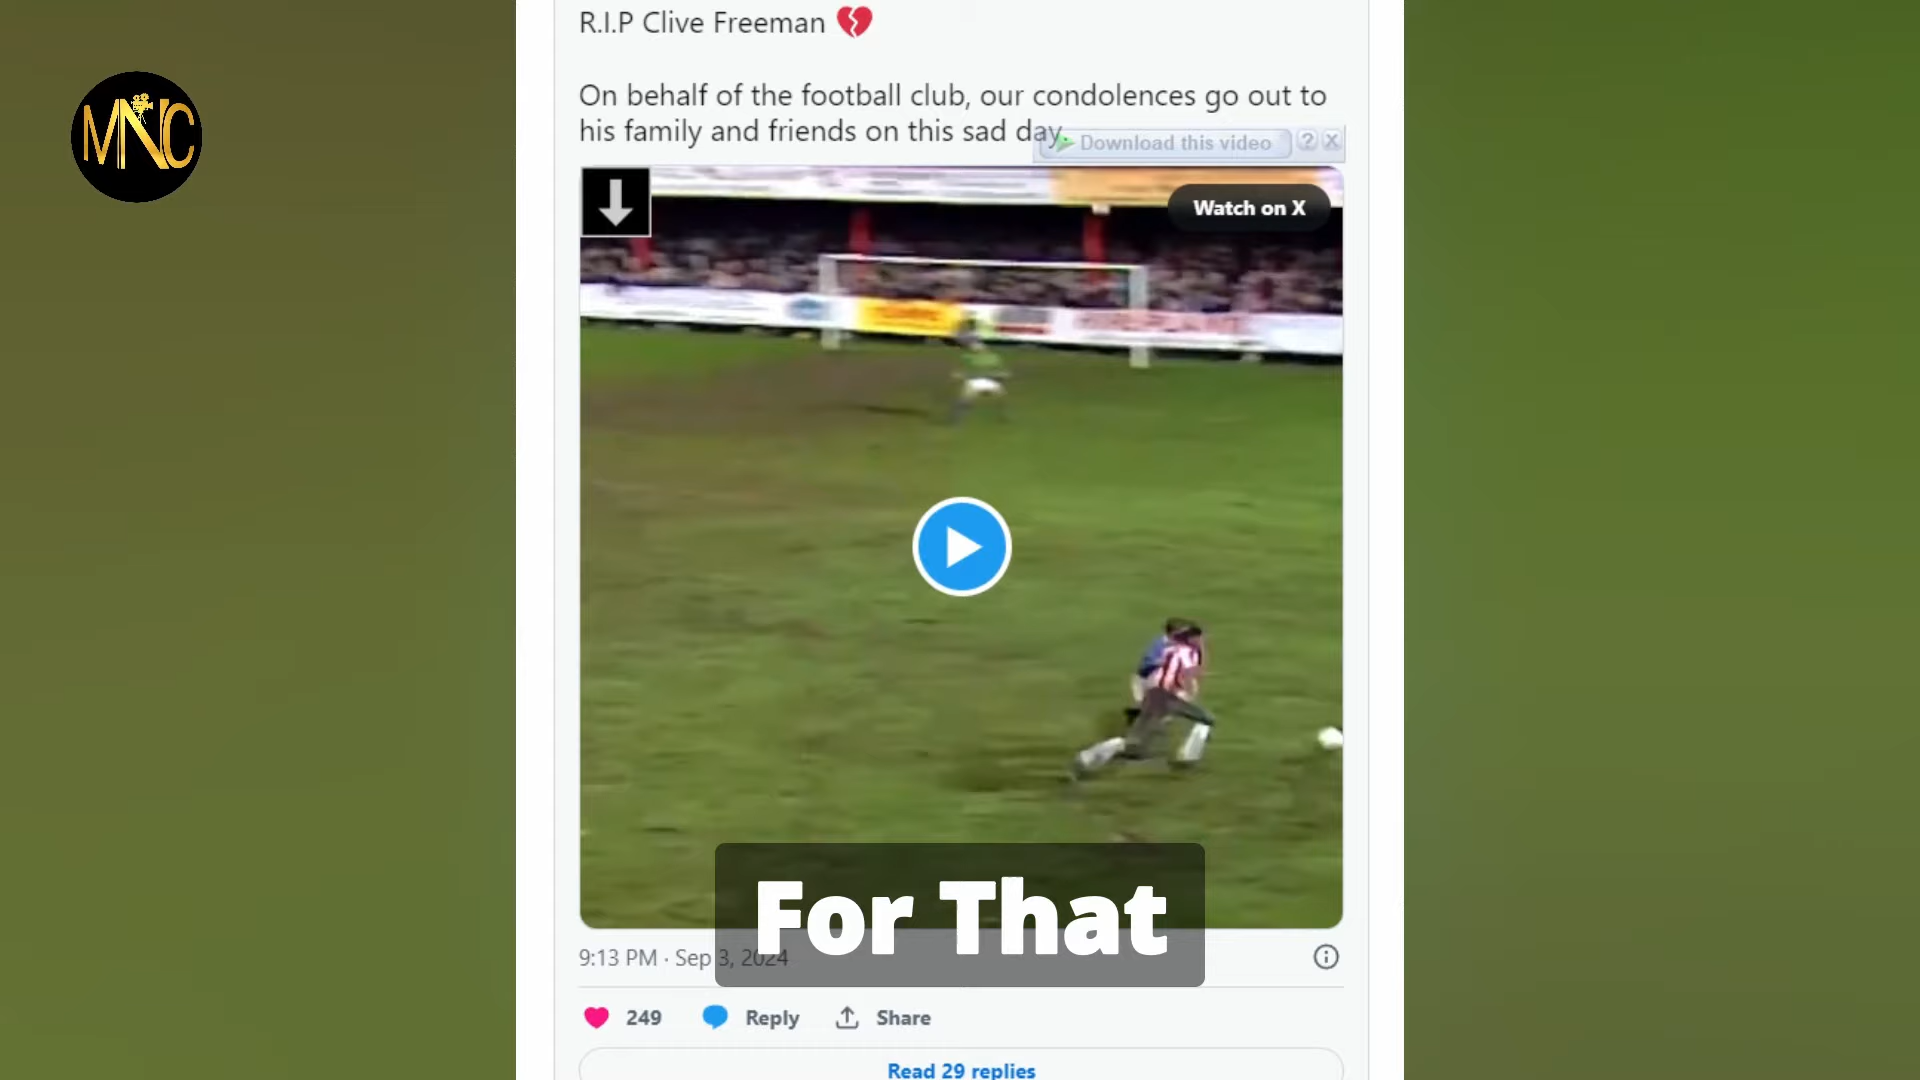 R.I.P Clive Freeman 💔
On behalf of the football club, our condolences go out to
his family and friends on this sad day.
Download this video ? X
MNC
Watch on X
For That
9:13 PM · Sep 3, 2024
249 Reply Share
Read 29 replies